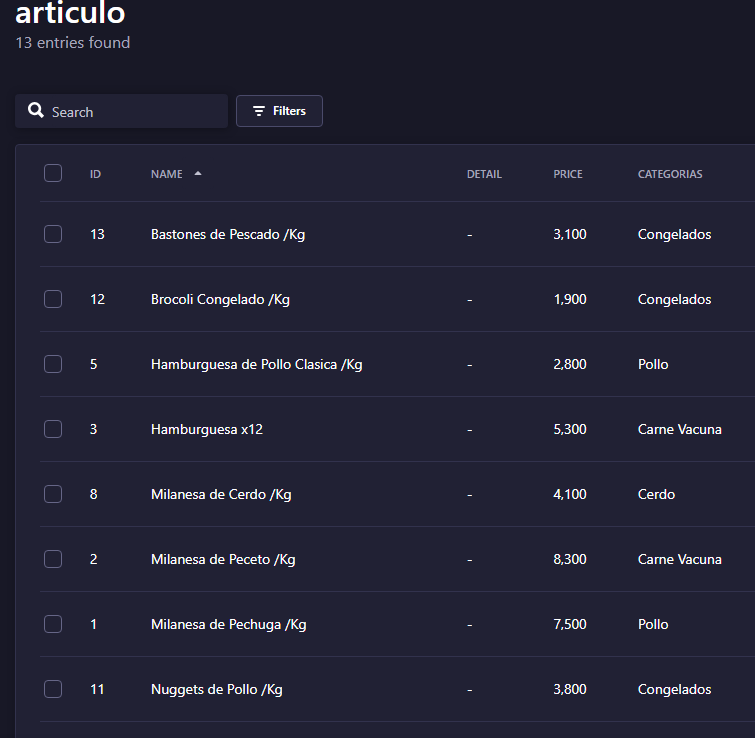 articulo
13 entries found
Search
Filters
ID NAME DETAIL PRICE CATEGORIAS
13 Bastones de Pescado /Kg - 3,100 Congelados
12 Brocoli Congelado /Kg - 1,900 Congelados
5 Hamburguesa de Pollo Clasica /Kg - 2,800 Pollo
3 Hamburguesa x12 - 5,300 Carne Vacuna
8 Milanesa de Cerdo /Kg - 4,100 Cerdo
2 Milanesa de Peceto /Kg - 8,300 Carne Vacuna
1 Milanesa de Pechuga /Kg - 7,500 Pollo
11 Nuggets de Pollo /Kg - 3,800 Congelados